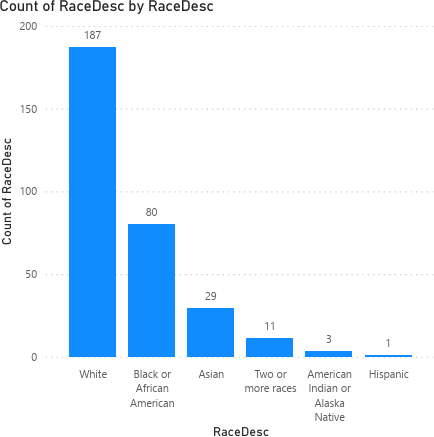 Count of RaceDesc by RaceDesc
200
150
100
50
0
Count of RaceDesc
187
80
29
11
3
1
White
Black or
African
American
Asian
Two or
more races
American
Indian or
Alaska
Native
Hispanic
RaceDesc